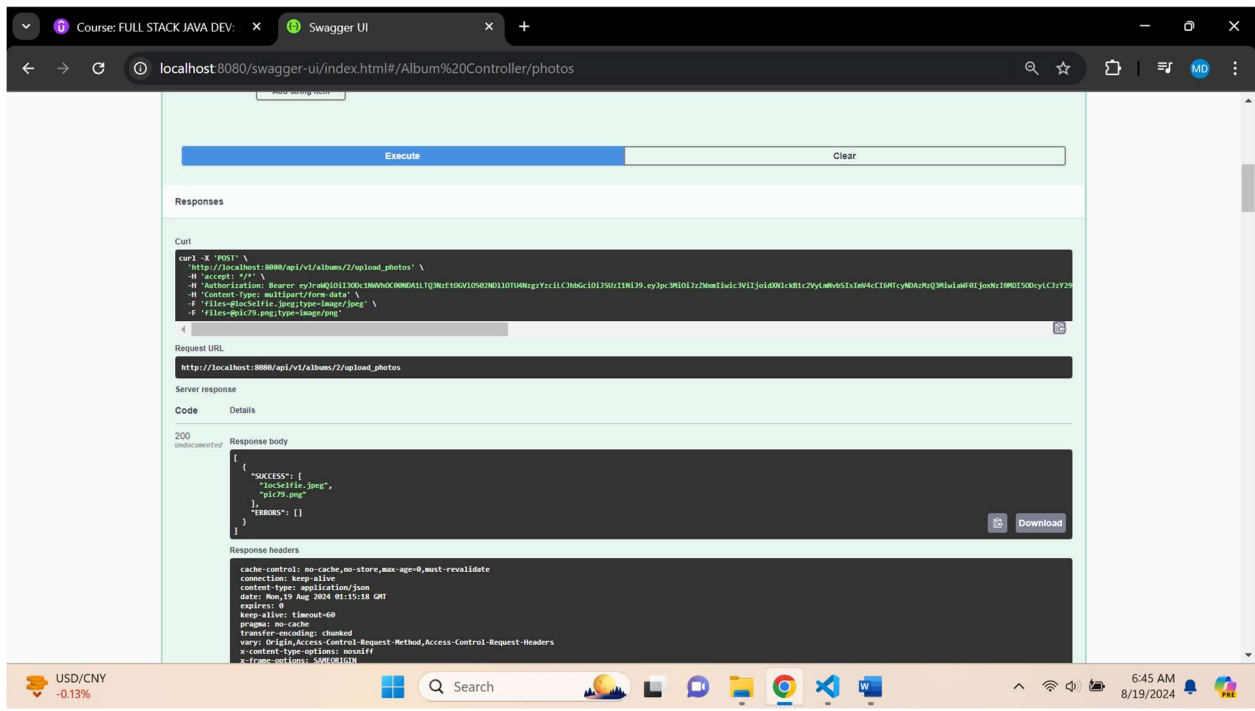 Course: FULL STACK JAVA DEV:
Swagger UI
localhost:8080/swagger-ui/index.html#/Album%20Controller/photos
MD
Add string item
Execute
Clear
Responses
Curl
curl -X 'POST' \
'http://localhost:8080/api/v1/albums/2/upload_photos' \
-H 'accept: */*' \
-H 'Authorization: Bearer
-H 'Content-Type: multipart/form-data' \
-F 'files=@locSelfie.jpeg;type=image/jpeg' \
-F 'files=@pic79.png;type=image/png'
Request URL
http://localhost:8080/api/v1/albums/2/upload_photos
Server response
Code Details
200
Undocumented
Response body
[
{
"SUCCESS": [
"locSelfie.jpeg",
"pic79.png"
],
"ERRORS": []
}
]
Download
Response headers
cache-control: no-cache,no-store,max-age=0,must-revalidate
connection: keep-alive
content-type: application/json
date: Mon,19 Aug 2024 01:15:18 GMT
expires: 0
keep-alive: timeout=60
pragma: no-cache
transfer-encoding: chunked
vary: Origin,Access-Control-Request-Method,Access-Control-Request-Headers
x-content-type-options: nosniff
x-frame-options: SAMEORIGIN
USD/CNY
-0.13%
Search
6:45 AM
8/19/2024
PRE